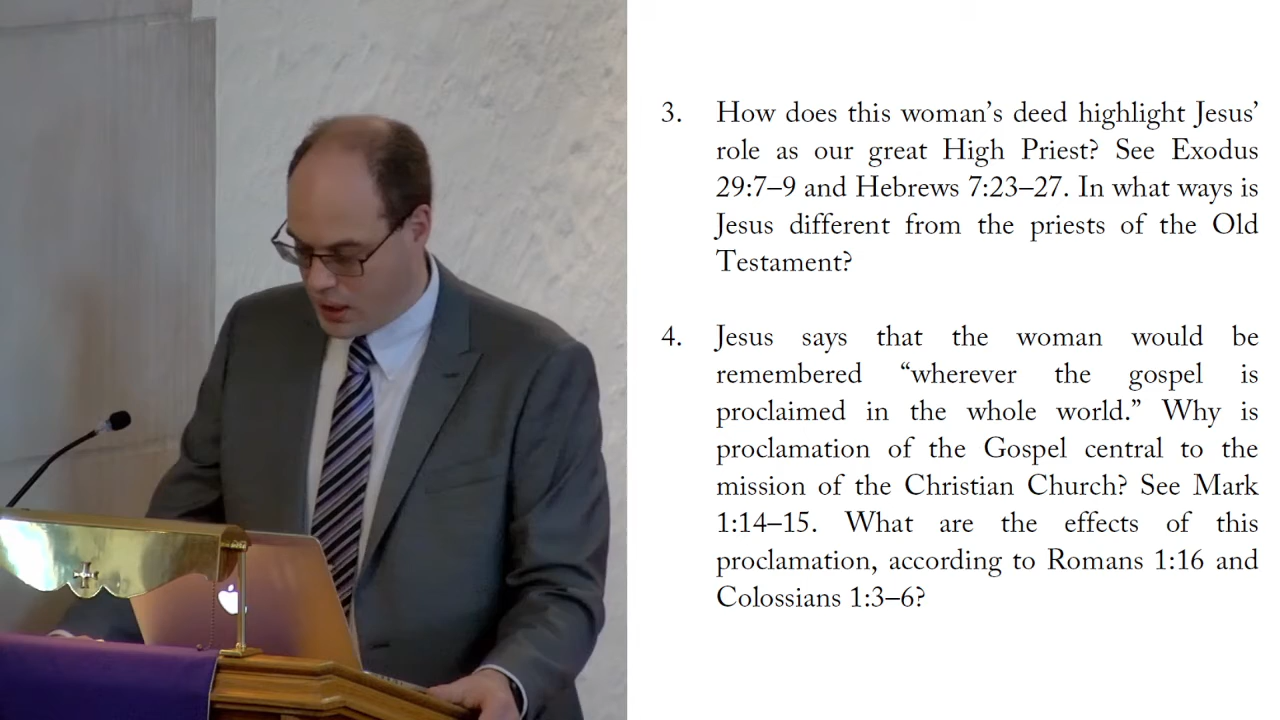 3. How does this woman’s deed highlight Jesus’
role as our great High Priest? See Exodus
29:7–9 and Hebrews 7:23–27. In what ways is
Jesus different from the priests of the Old
Testament?
4. Jesus says that the woman would be
remembered “wherever the gospel is
proclaimed in the whole world.” Why is
proclamation of the Gospel central to the
mission of the Christian Church? See Mark
1:14–15. What are the effects of this
proclamation, according to Romans 1:16 and
Colossians 1:3–6?